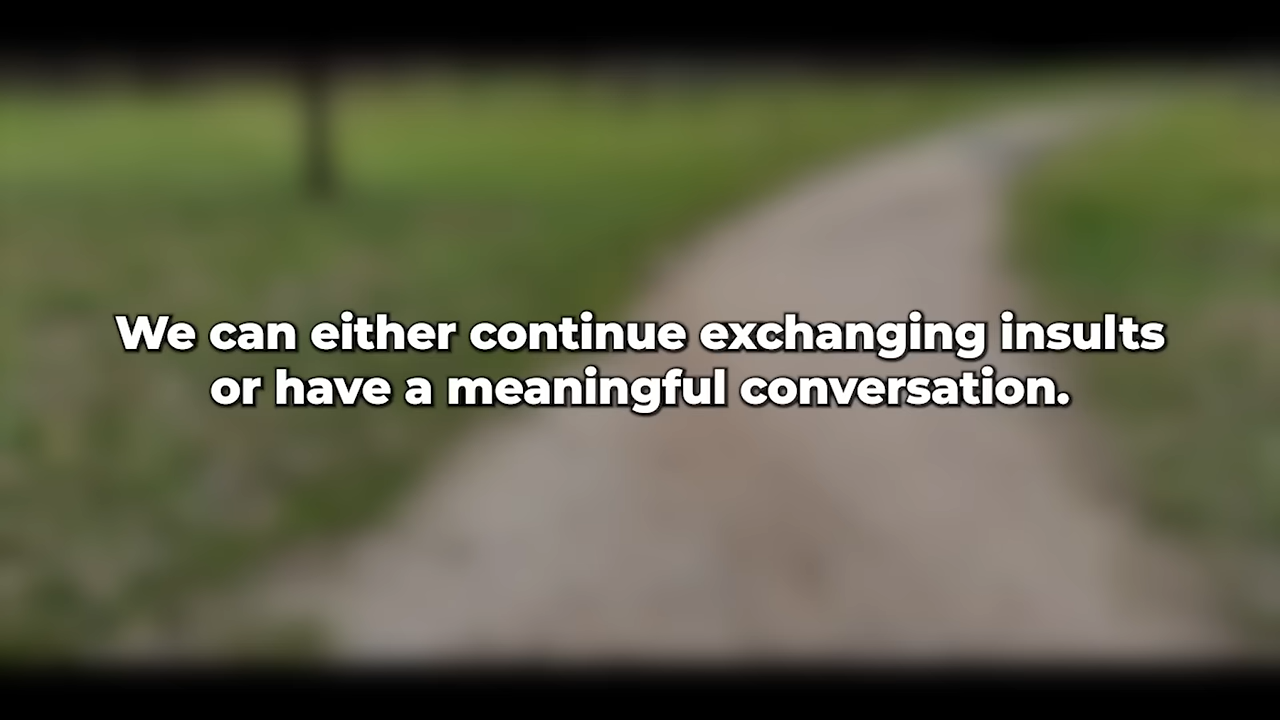 We can either continue exchanging insults
or have a meaningful conversation.